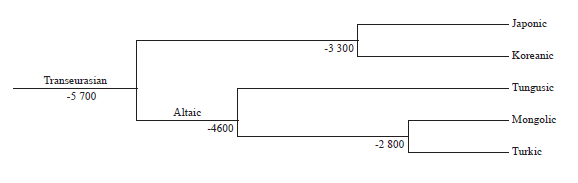 Japonic
-3 300
Koreanic
Transeurasian
-5 700
Tungusic
Altaic
-4600
Mongolic
-2 800
Turkic